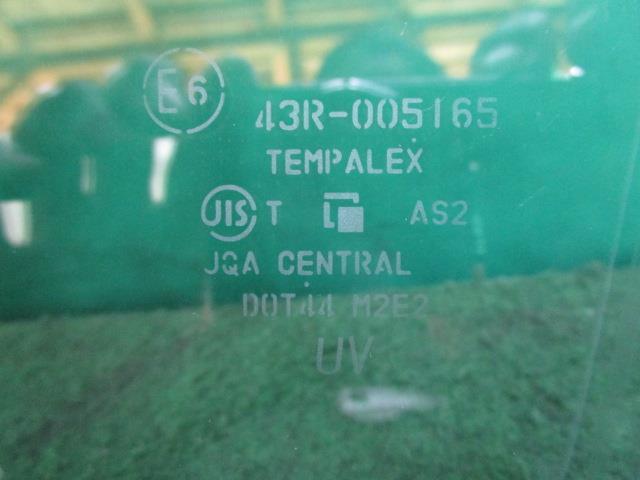 E6 43R-005165
TEMPALEX
JIS T AS2
JQA CENTRAL
DOT44 M2E2
UV